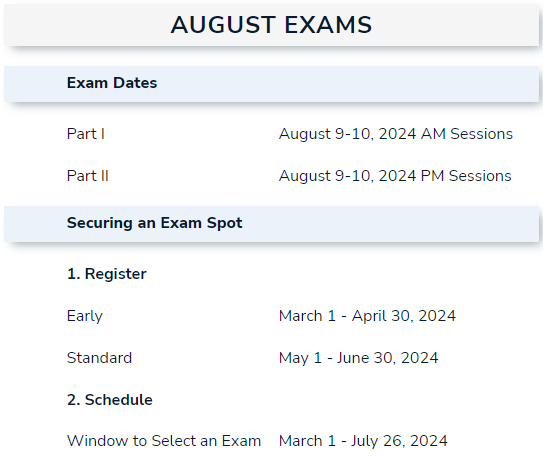 AUGUST EXAMS
Exam Dates
Part I August 9-10, 2024 AM Sessions
Part II August 9-10, 2024 PM Sessions
Securing an Exam Spot
1. Register
Early March 1 - April 30, 2024
Standard May 1 - June 30, 2024
2. Schedule
Window to Select an Exam March 1 - July 26, 2024